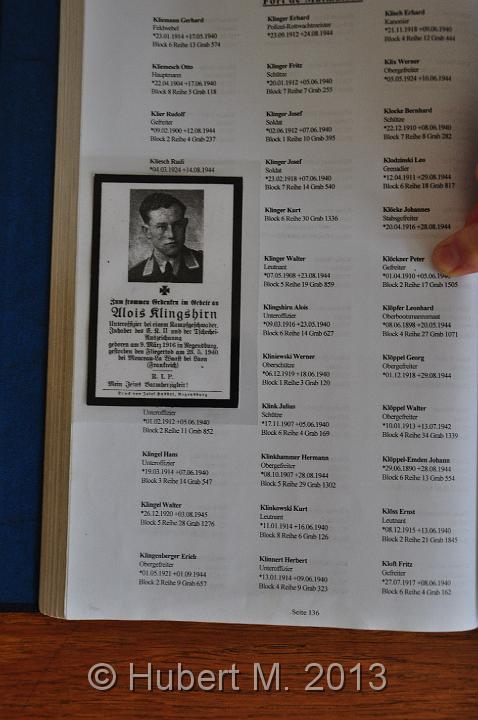 Kliemann Gerhard
Feldwebel
*23.01.1914 +17.05.1940
Block 6 Reihe 13 Grab 574
Kliemesch Otto
Hauptmann
*22.04.1904 +17.06.1940
Block 8 Reihe 3 Grab 118
Klier Rudolf
Gefreiter
*09.02.1900 +12.08.1944
Block 2 Reihe 4 Grab 237
Kliesch Rudi
*04.03.1924 +14.08.1944
Zum frommen Gedenken im Gebete an
Alois Klingshirn
Unteroffizier bei einem Kampfgeschwader,
Inhaber des E. K. II und der Tschechei-
Auszeichnung
geboren am 9. März 1916 in Regensburg,
gestorben den Fliegertod am 23. 5. 1940
bei Monceau-La Waast bei Laon
(Frankreich)
R. I. P.
Mein Jesus Barmherzigkeit!
Druck von Josef Habbel, Regensburg
Unteroffizier
*01.02.1912 +05.06.1940
Block 2 Reihe 11 Grab 852
Klingel Hans
Unteroffizier
*19.03.1914 +07.06.1940
Block 3 Reihe 14 Grab 547
Klingel Walter
*26.12.1920 +03.08.1945
Block 5 Reihe 28 Grab 1276
Klingenberger Erich
Obergefreiter
*01.05.1921 +01.09.1944
Block 2 Reihe 9 Grab 657
Klinger Erhard
Polizei-Rottwachtmeister
*23.09.1912 +24.08.1944
Klinger Fritz
Schütze
*20.01.1912 +05.06.1940
Block 7 Reihe 7 Grab 255
Klinger Josef
Soldat
*02.06.1912 +07.06.1940
Block 1 Reihe 10 Grab 395
Klinger Josef
Soldat
*23.02.1918 +07.06.1940
Block 7 Reihe 14 Grab 540
Klinger Kurt
Block 6 Reihe 30 Grab 1336
Klinger Walter
Leutnant
*07.05.1908 +23.08.1944
Block 5 Reihe 19 Grab 859
Klingshirn Alois
Unteroffizier
*09.03.1916 +23.05.1940
Block 6 Reihe 14 Grab 627
Kliniewski Werner
Oberschütze
*06.12.1919 +18.06.1940
Block 1 Reihe 3 Grab 120
Klink Julius
Schütze
*17.11.1907 +05.06.1940
Block 6 Reihe 4 Grab 169
Klinkhammer Hermann
Obergefreiter
*08.10.1907 +28.08.1944
Block 5 Reihe 29 Grab 1302
Klinkowski Kurt
Leutnant
*11.01.1914 +16.06.1940
Block 8 Reihe 6 Grab 126
Klinnert Herbert
Unteroffizier
*13.01.1914 +09.06.1940
Block 4 Reihe 9 Grab 323
Klisch Erhard
Kanonier
*21.11.1918 +09.06.1940
Block 4 Reihe 12 Grab 444
Klix Werner
Obergefreiter
*05.05.1924 +16.06.1944
Klocke Bernhard
Schütze
*22.12.1910 +08.06.1940
Block 7 Reihe 8 Grab 282
Klodzinski Leo
Grenadier
*12.04.1911 +29.08.1944
Block 6 Reihe 18 Grab 817
Klöcke Johannes
Stabsgefreiter
*20.04.1916 +28.08.1944
Klöckner Peter
Gefreiter
*01.04.1910 +05.06
Block 2 Reihe 17 Grab 1505
Klöpfer Leonhard
Oberbootsmannsmaat
*08.06.1898 +20.05.1944
Block 4 Reihe 27 Grab 1071
Klöppel Georg
Obergefreiter
*01.12.1918 +29.08.1944
Klöppel Walter
Obergefreiter
*10.01.1913 +13.07.1942
Block 4 Reihe 34 Grab 1339
Klöppel-Emden Johann
*29.06.1890 +28.08.1944
Block 6 Reihe 13 Grab 554
Klöss Ernst
Leutnant
*08.12.1915 +13.06.1940
Block 2 Reihe 21 Grab 1845
Kloft Fritz
Gefreiter
*27.07.1917 +08.06.1940
Block 6 Reihe 4 Grab 162
Seite 136
© Hubert M. 2013